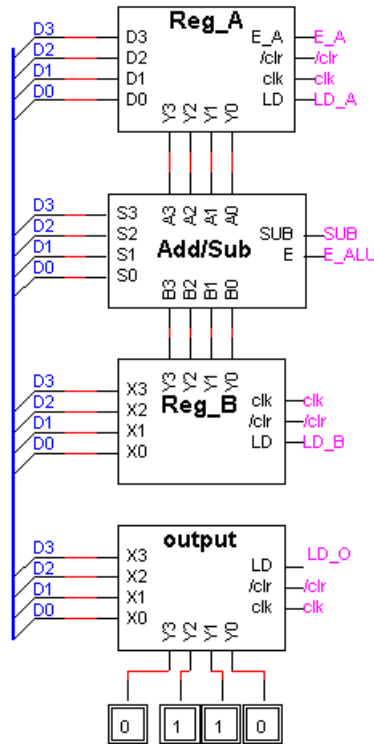 Reg_A
D3 D3 E_A E_A
D2 D2 /clr /clr
D1 D1 clk clk
D0 D0 LD LD_A
Y3 Y2 Y1 Y0
A3 A2 A1 A0
D3 S3
D2 S2 SUB SUB
D1 S1 Add/Sub E E_ALU
D0 S0
B3 B2 B1 B0
Y3 Y2 Y1 Y0
D3 X3 clk clk
D2 X2 Reg_B /clr /clr
D1 X1 LD LD_B
D0 X0
output
D3 X3 LD LD_O
D2 X2 /clr /clr
D1 X1 clk clk
D0 X0
Y3 Y2 Y1 Y0
0 1 1 0